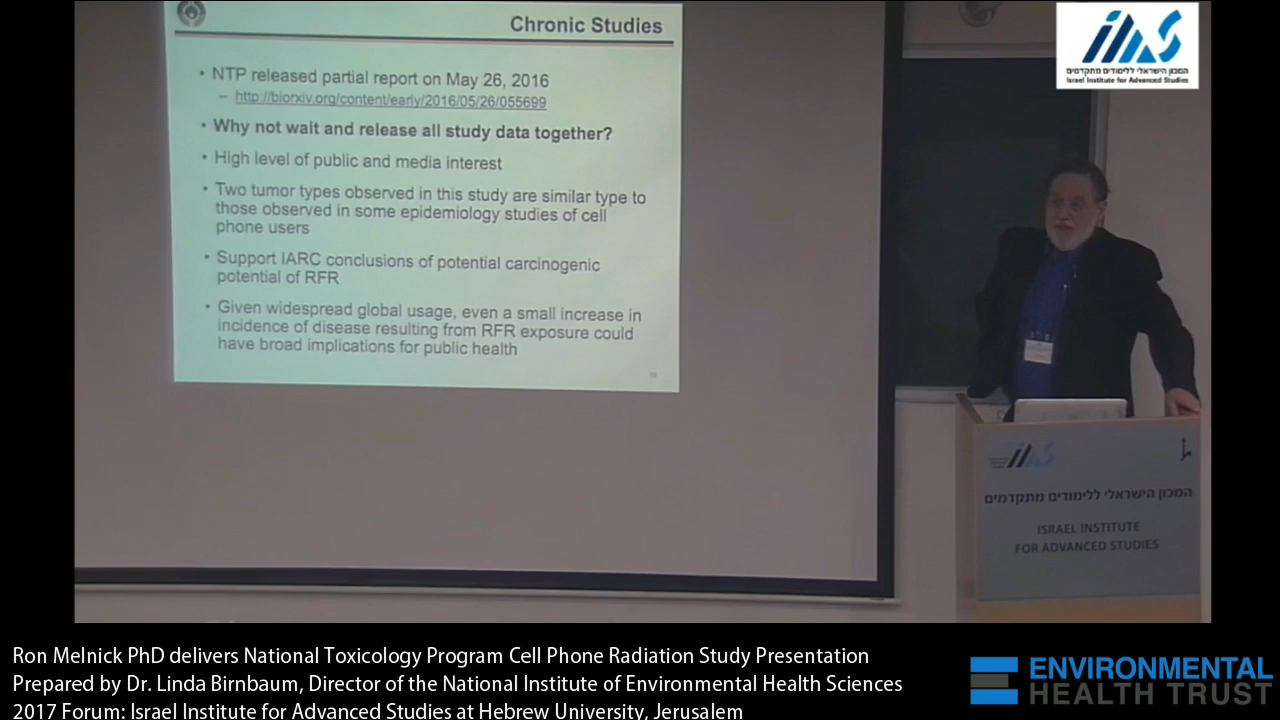 Chronic Studies
• NTP released partial report on May 26, 2016
– http://biorxiv.org/content/early/2016/05/26/055699
• Why not wait and release all study data together?
• High level of public and media interest
• Two tumor types observed in this study are similar type to
those observed in some epidemiology studies of cell
phone users
• Support IARC conclusions of potential carcinogenic
potential of RFR
• Given widespread global usage, even a small increase in
incidence of disease resulting from RFR exposure could
have broad implications for public health
המכון הישראלי ללימודים מתקדמים
Israel Institute for Advanced Studies
המכון הישראלי ללימודים מתקדמים
ISRAEL INSTITUTE
FOR ADVANCED STUDIES
Ron Melnick PhD delivers National Toxicology Program Cell Phone Radiation Study Presentation
Prepared by Dr. Linda Birnbaum, Director of the National Institute of Environmental Health Sciences
2017 Forum: Israel Institute for Advanced Studies at Hebrew University, Jerusalem
ENVIRONMENTAL
HEALTH TRUST